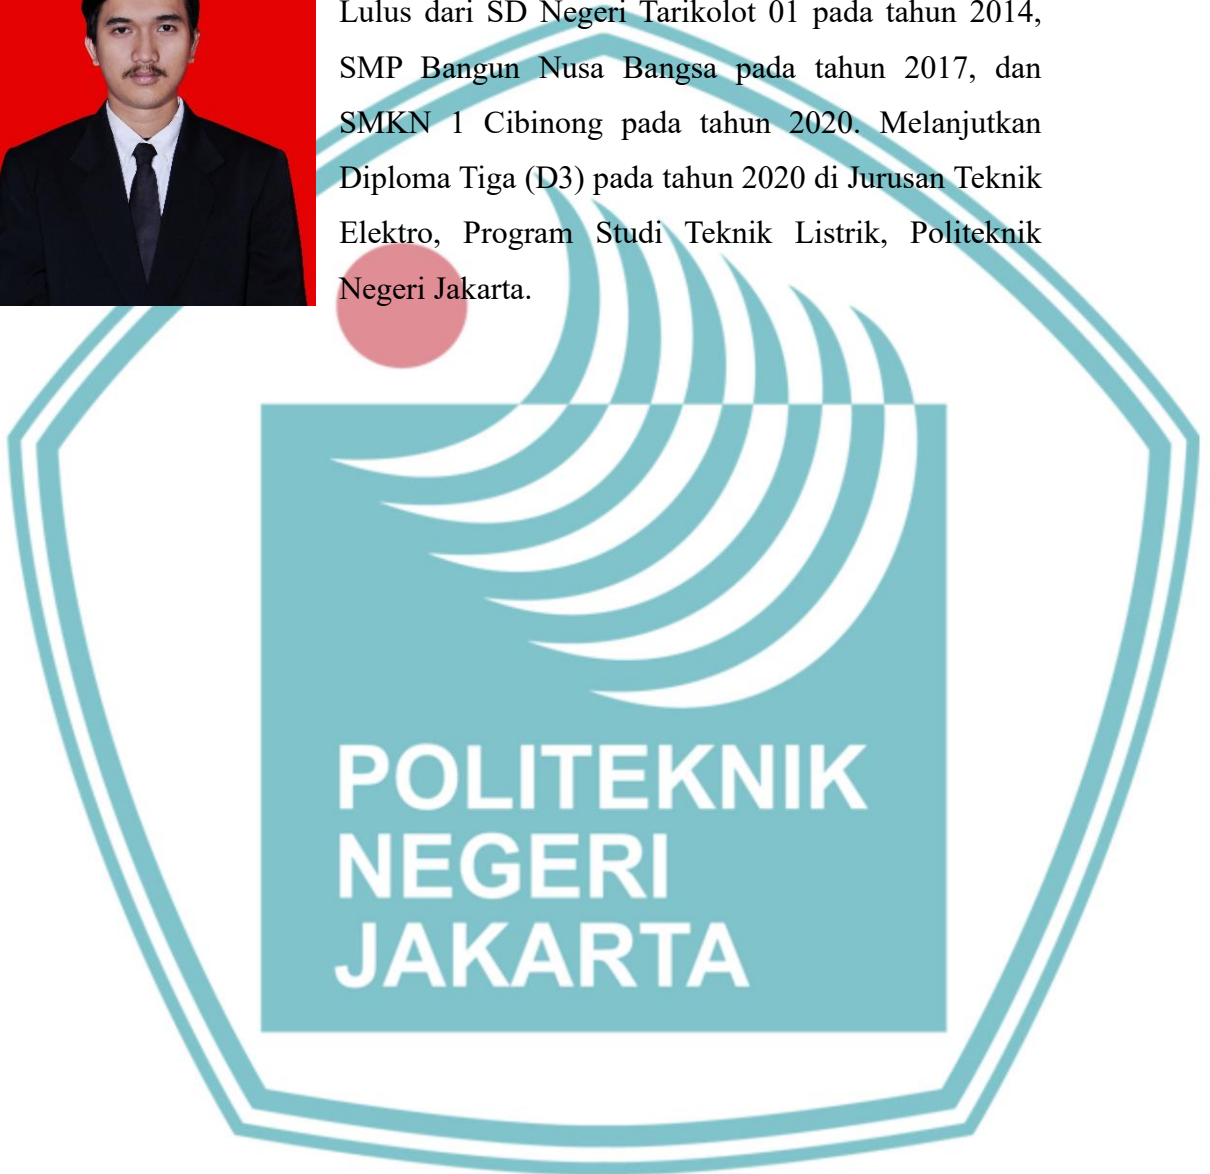 Lulus dari SD Negeri Tarikolot 01 pada tahun 2014,
SMP Bangun Nusa Bangsa pada tahun 2017, dan
SMKN 1 Cibinong pada tahun 2020. Melanjutkan
Diploma Tiga (D3) pada tahun 2020 di Jurusan Teknik
Elektro, Program Studi Teknik Listrik, Politeknik
Negeri Jakarta.
POLITEKNIK
NEGERI
JAKARTA